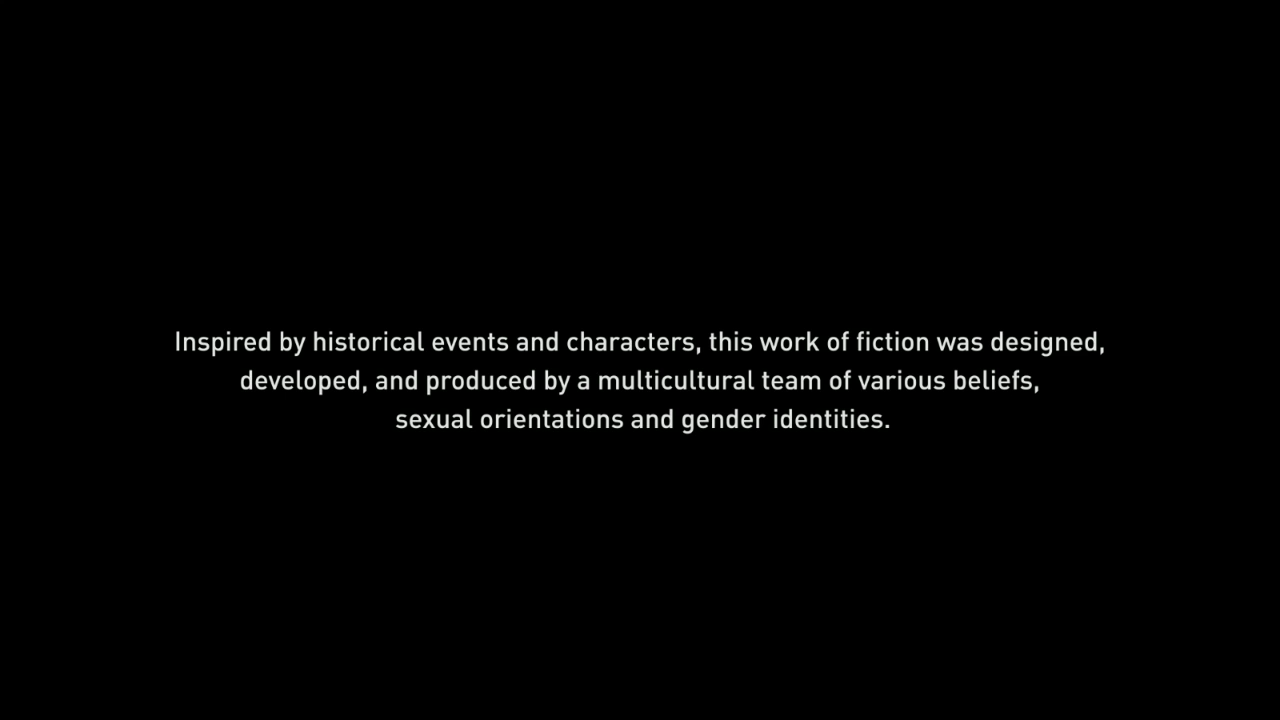 Inspired by historical events and characters, this work of fiction was designed,
developed, and produced by a multicultural team of various beliefs,
sexual orientations and gender identities.